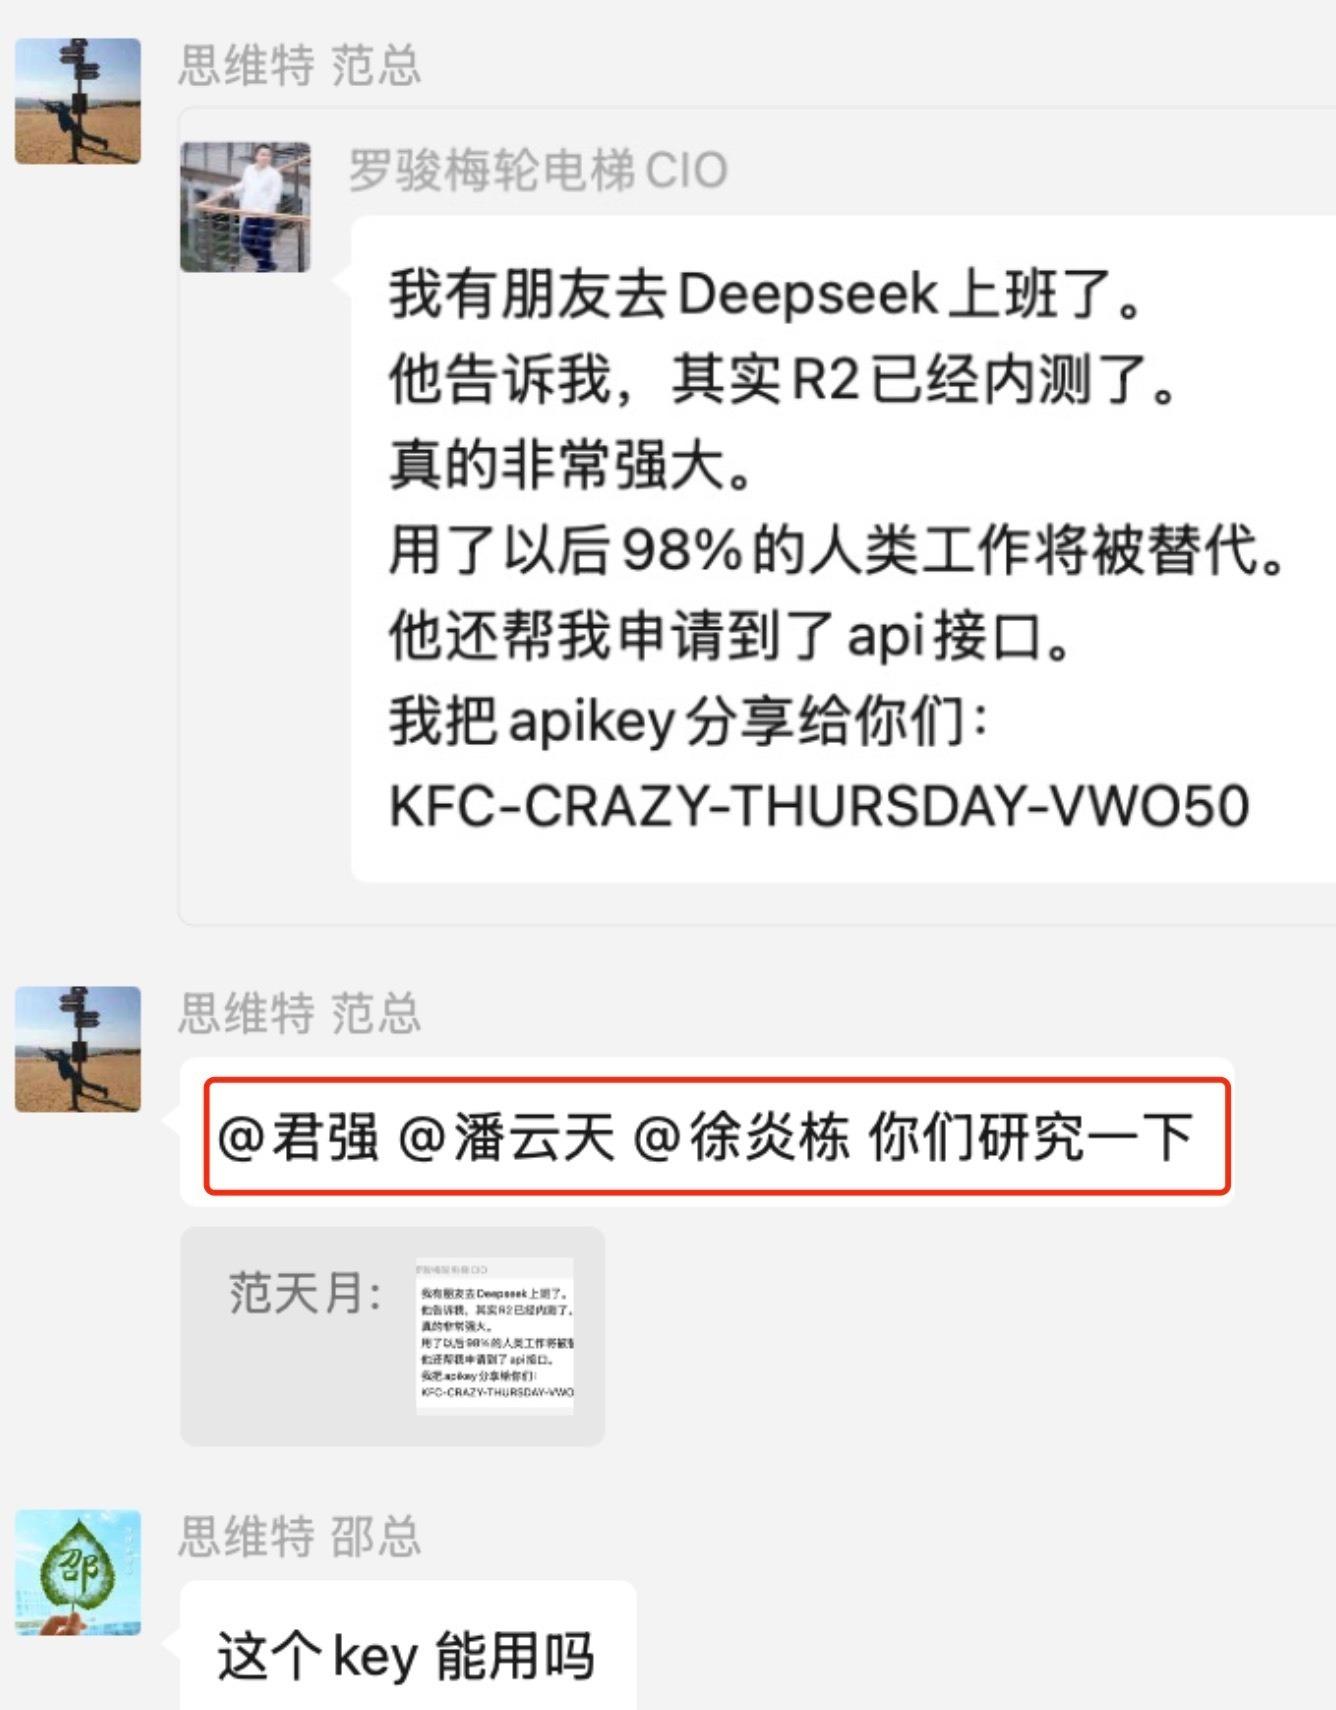 思维特 范总
罗骏梅轮电梯CIO
我有朋友去Deepseek上班了。
他告诉我，其实R2已经内测了。
真的非常强大。
用了以后98%的人类工作将被替代。
他还帮我申请到了api接口。
我把apikey分享给你们：
KFC-CRAZY-THURSDAY-VWO50
思维特 范总
@君强 @潘云天 @徐炎栋 你们研究一下
范天月：
罗骏梅轮电梯CIO
我有朋友去Deepseek上班了。
他告诉我，其实R2已经内测了。
真的非常强大。
用了以后98%的人类工作将被替
他还帮我申请到了api接口。
我把apikey分享给你们：
KFC-CRAZY-THURSDAY-VWO
思维特 邵总
邵
这个key 能用吗